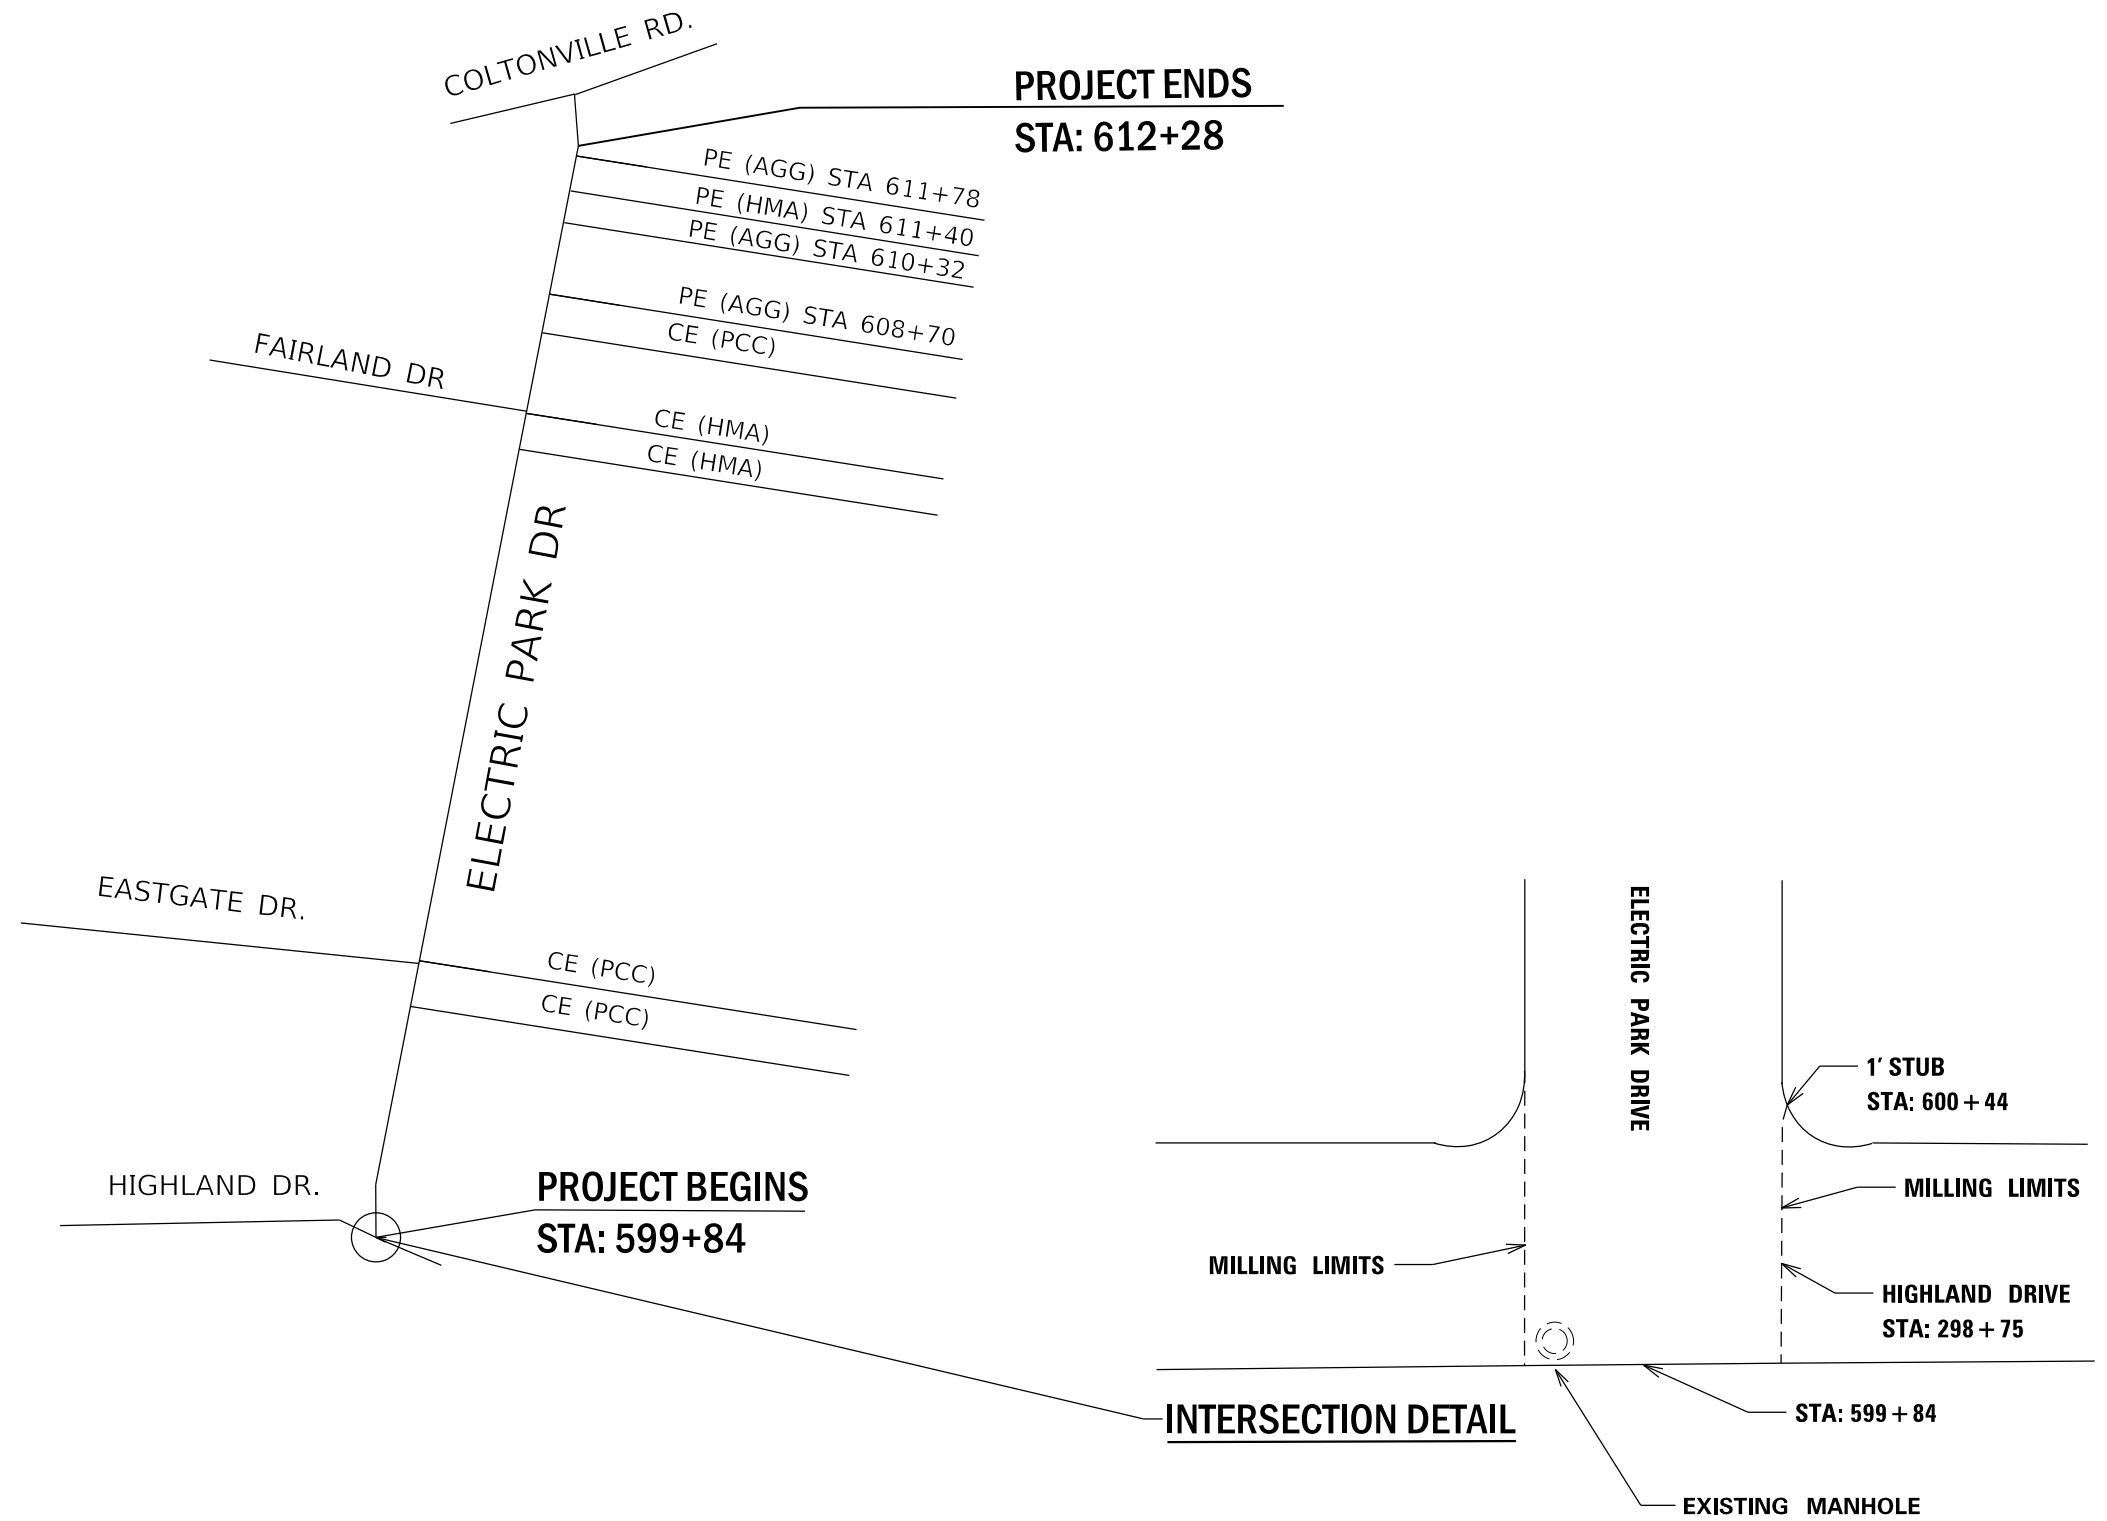 COLTONVILLE RD.
PROJECT ENDS
STA: 612+28
PE (AGG) STA 611+78
PE (HMA) STA 611+40
PE (AGG) STA 610+32
PE (AGG) STA 608+70
CE (PCC)
FAIRLAND DR
CE (HMA)
CE (HMA)
ELECTRIC PARK DR
EASTGATE DR.
CE (PCC)
CE (PCC)
HIGHLAND DR.
PROJECT BEGINS
STA: 599+84
ELECTRIC PARK DRIVE
1' STUB
STA: 600+44
MILLING LIMITS
MILLING LIMITS
HIGHLAND DRIVE
STA: 298+75
INTERSECTION DETAIL
STA: 599+84
EXISTING MANHOLE